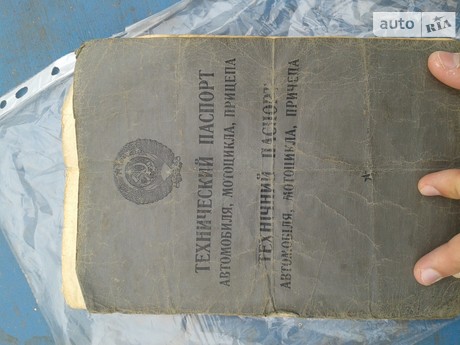 ТЕХНИЧЕСКИЙ ПАСПОРТ
АВТОМОБИЛЯ, МОТОЦИКЛА, ПРИЦЕПА
ТЕХНІЧНИЙ ПАСПОРТ
АВТОМОБІЛЯ, МОТОЦИКЛА, ПРИЧЕПА
auto RIA